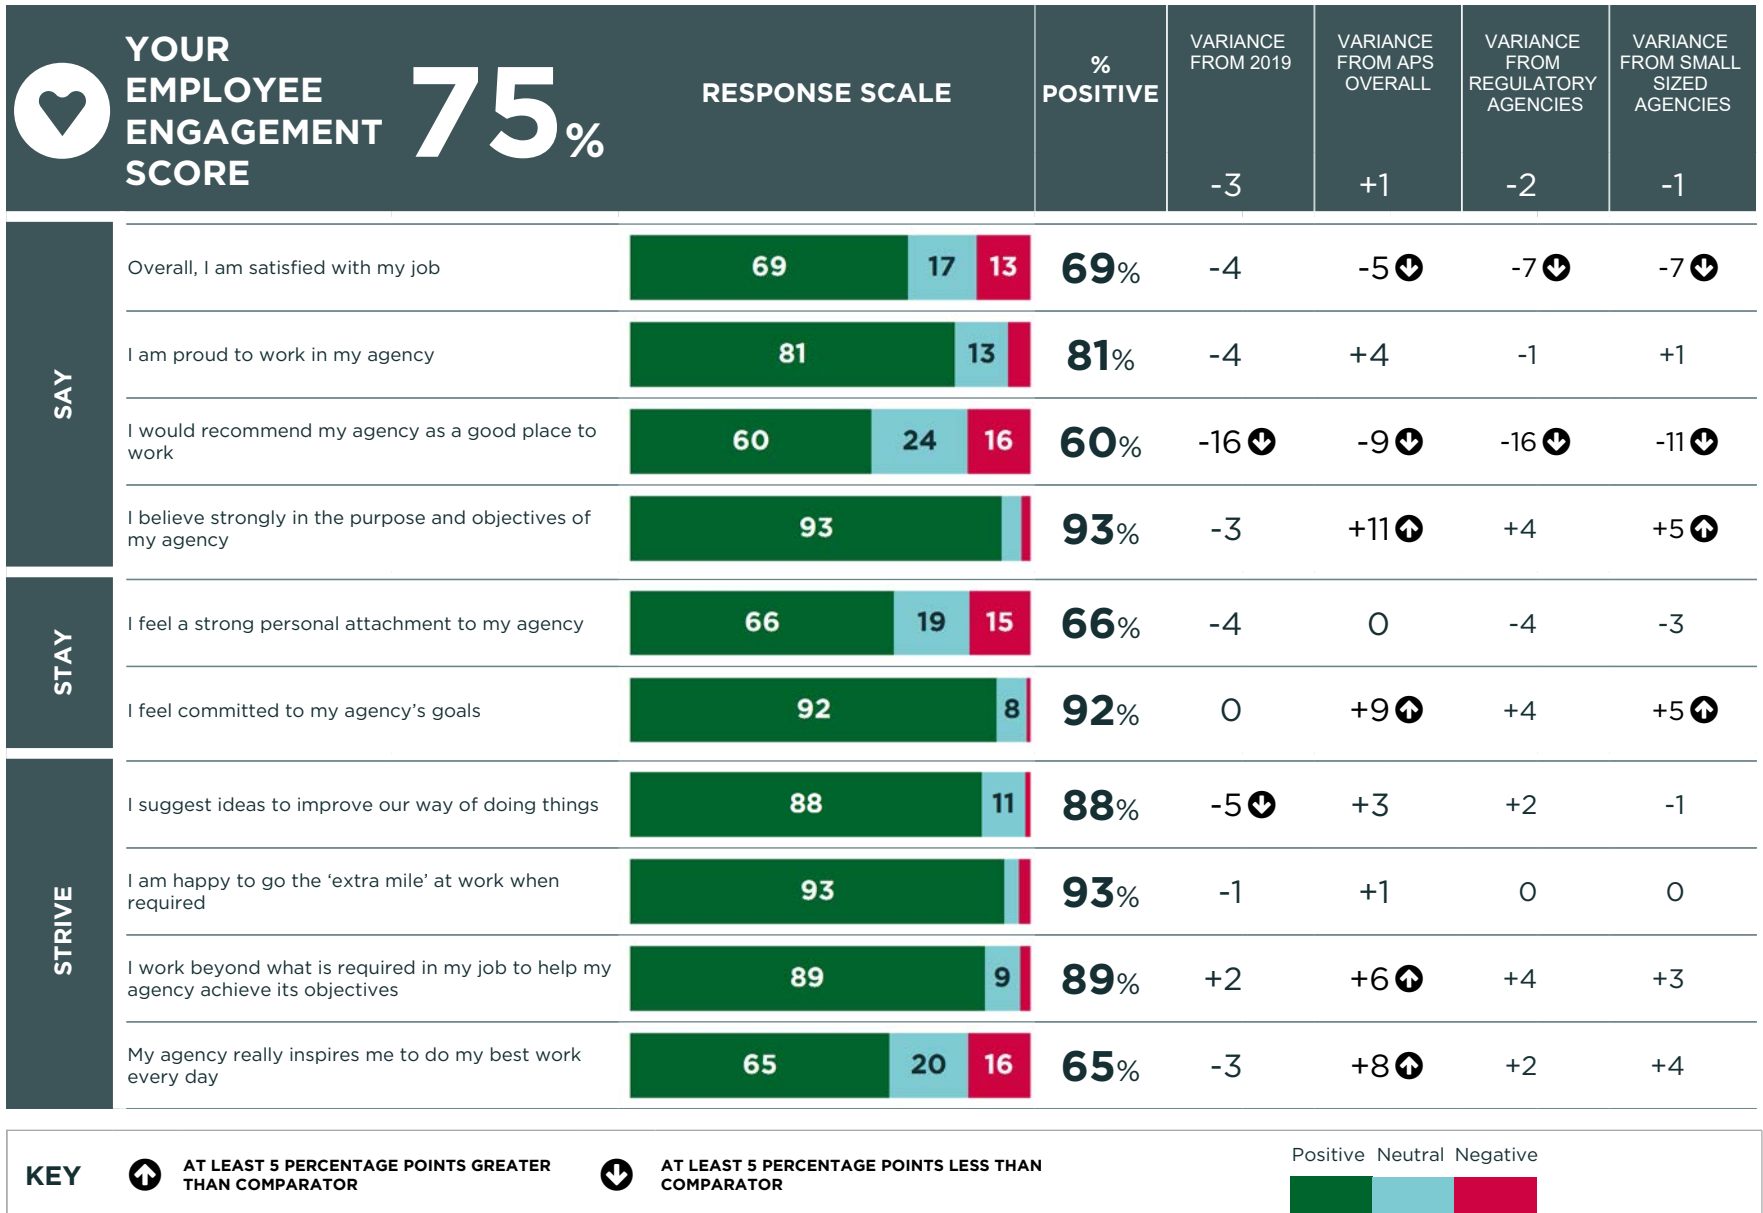 YOUR
EMPLOYEE
ENGAGEMENT
SCORE
75%
RESPONSE SCALE
%
POSITIVE
VARIANCE
FROM 2019
-3
VARIANCE
FROM APS
OVERALL
+1
VARIANCE
FROM
REGULATORY
AGENCIES
-2
VARIANCE
FROM SMALL
SIZED
AGENCIES
-1
SAY
Overall, I am satisfied with my job
69 17 13 69% -4 -5 -7 -7
I am proud to work in my agency
81 13 81% -4 +4 -1 +1
I would recommend my agency as a good place to
work
60 24 16 60% -16 -9 -16 -11
I believe strongly in the purpose and objectives of
my agency
93 93% -3 +11 +4 +5
STAY
I feel a strong personal attachment to my agency
66 19 15 66% -4 0 -4 -3
I feel committed to my agency’s goals
92 8 92% 0 +9 +4 +5
STRIVE
I suggest ideas to improve our way of doing things
88 11 88% -5 +3 +2 -1
I am happy to go the ‘extra mile’ at work when
required
93 93% -1 +1 0 0
I work beyond what is required in my job to help my
agency achieve its objectives
89 9 89% +2 +6 +4 +3
My agency really inspires me to do my best work
every day
65 20 16 65% -3 +8 +2 +4
KEY
AT LEAST 5 PERCENTAGE POINTS GREATER
THAN COMPARATOR
AT LEAST 5 PERCENTAGE POINTS LESS THAN
COMPARATOR
Positive Neutral Negative